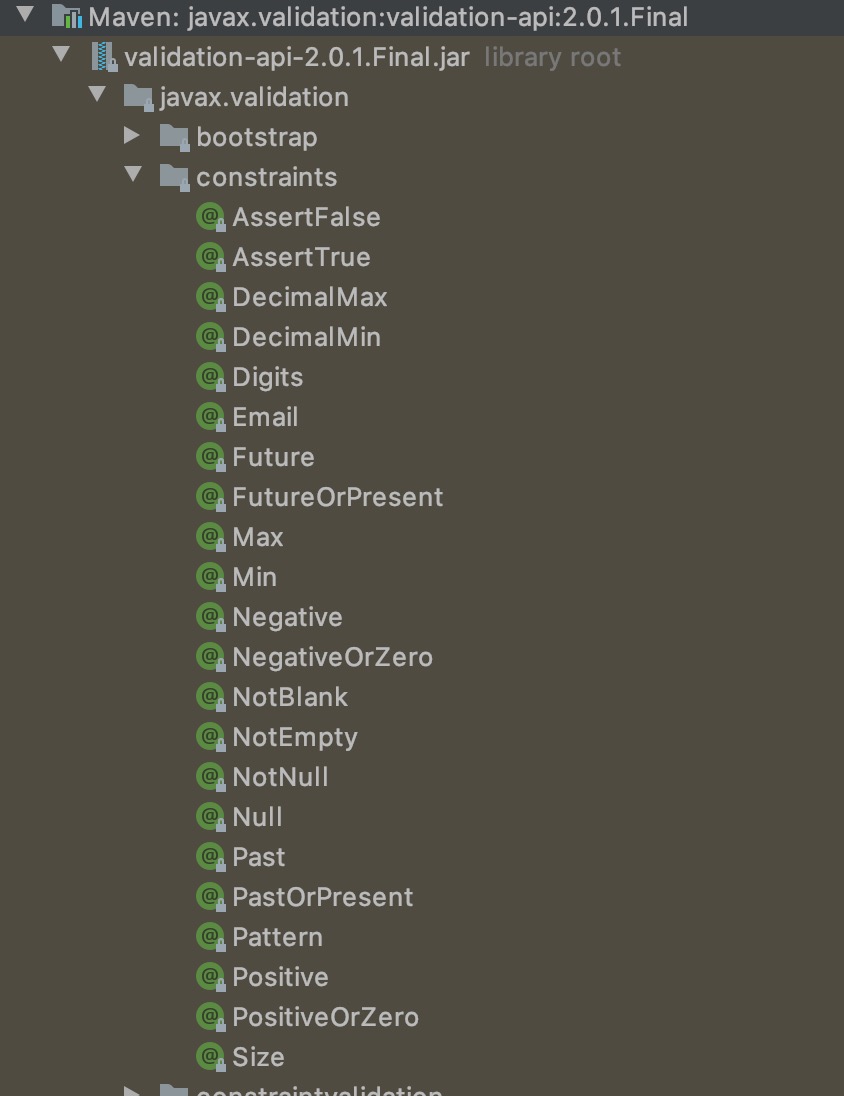 Maven: javax.validation:validation-api:2.0.1.Final
validation-api-2.0.1.Final.jar library root
javax.validation
bootstrap
constraints
AssertFalse
AssertTrue
DecimalMax
DecimalMin
Digits
Email
Future
FutureOrPresent
Max
Min
Negative
NegativeOrZero
NotBlank
NotEmpty
NotNull
Null
Past
PastOrPresent
Pattern
Positive
PositiveOrZero
Size
constraintvalidation